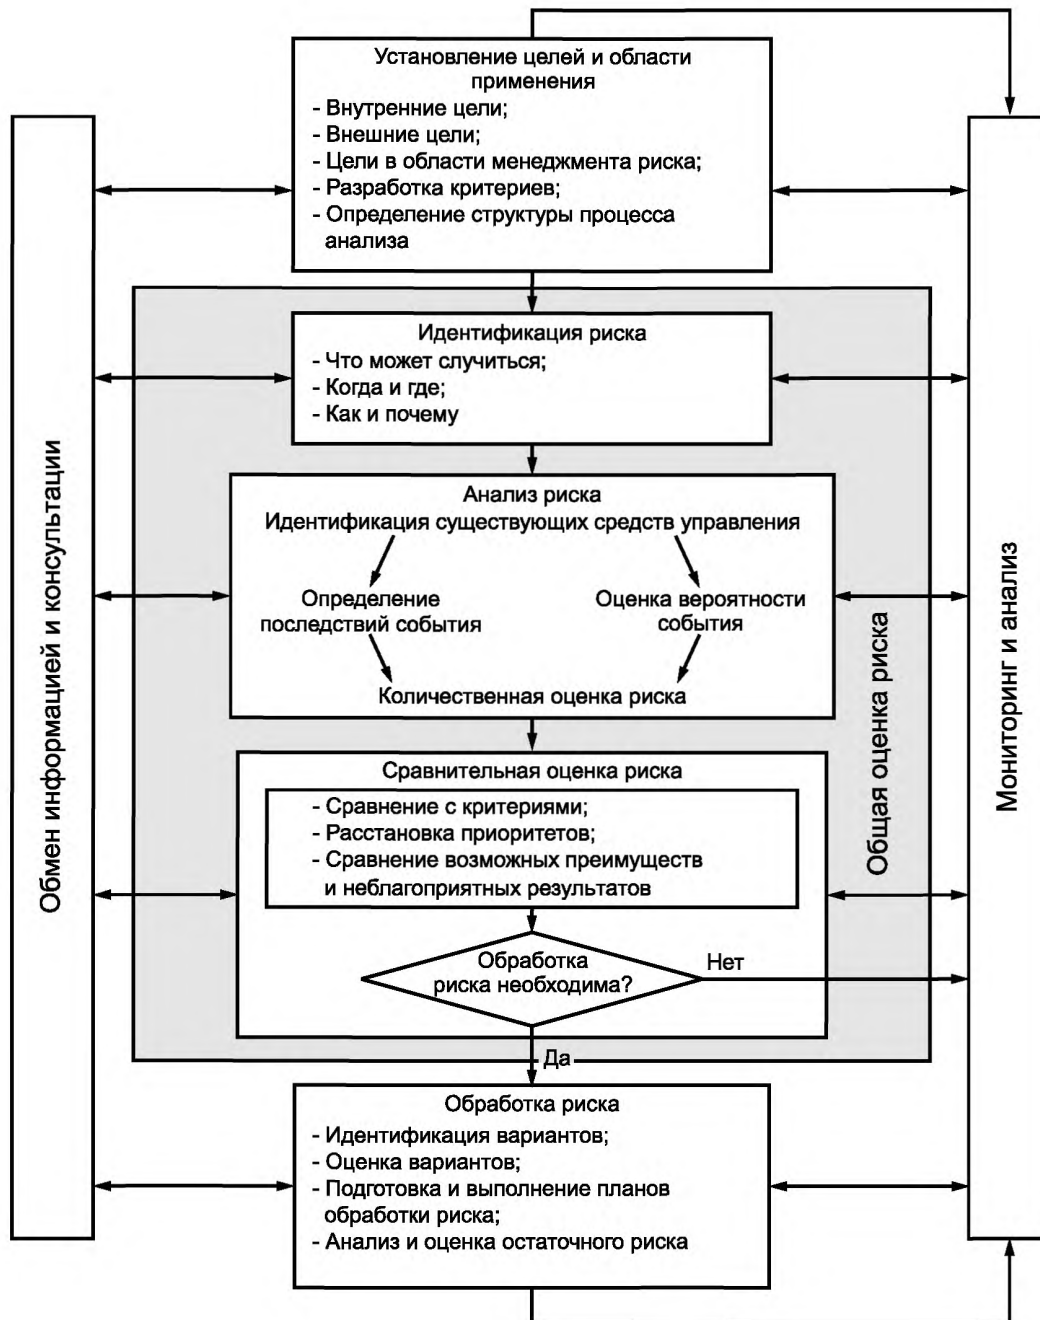 Установление целей и области
применения
- Внутренние цели;
- Внешние цели;
- Цели в области менеджмента риска;
- Разработка критериев;
- Определение структуры процесса
анализа
Обмен информацией и консультации
Идентификация риска
- Что может случиться;
- Когда и где;
- Как и почему
Анализ риска
Идентификация существующих средств управления
Определение
последствий события
Оценка вероятности
события
Количественная оценка риска
Общая оценка риска
Мониторинг и анализ
Сравнительная оценка риска
- Сравнение с критериями;
- Расстановка приоритетов;
- Сравнение возможных преимуществ
и неблагоприятных результатов
Обработка
риска необходима?
Нет
Да
Обработка риска
- Идентификация вариантов;
- Оценка вариантов;
- Подготовка и выполнение планов
обработки риска;
- Анализ и оценка остаточного риска